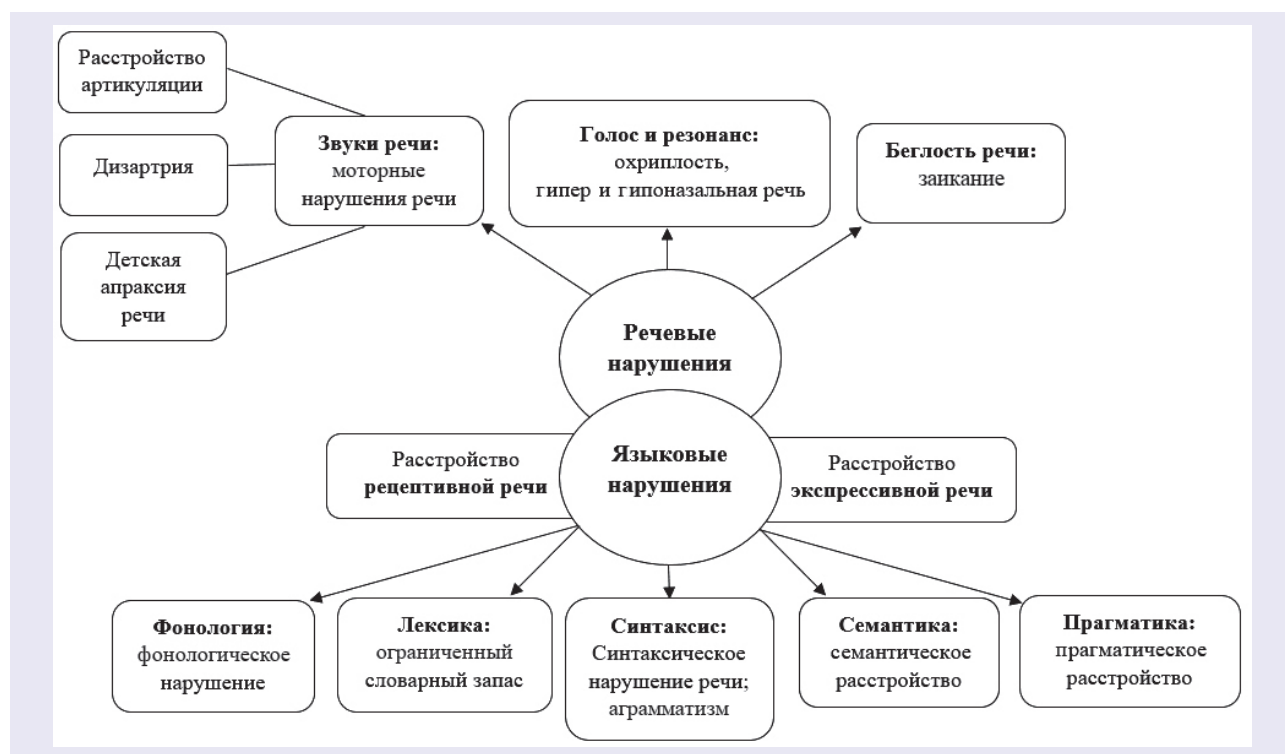 Расстройство
артикуляции
Дизартрия
Детская
апраксия
речи
Звуки речи:
моторные
нарушения речи
Голос и резонанс:
охриплость,
гипер и гипоназальная речь
Беглость речи:
заикание
Речевые
нарушения
Языковые
нарушения
Расстройство
рецептивной речи
Расстройство
экспрессивной речи
Фонология:
фонологическое
нарушение
Лексика:
ограниченный
словарный запас
Синтаксис:
Синтаксическое
нарушение речи;
аграмматизм
Семантика:
семантическое
расстройство
Прагматика:
прагматическое
расстройство